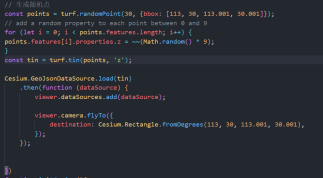 // 生成随机点
const points = turf.randomPoint(30, {bbox: [113, 30, 113.001, 30.001]});
// add a random property to each point between 0 and 9
for (let i = 0; i < points.features.length; i++) {
points.features[i].properties.z = ~~(Math.random() * 9);
}
const tin = turf.tin(points, 'z');
Cesium.GeoJsonDataSource.load(tin)
.then(function (dataSource) {
viewer.dataSources.add(dataSource);
viewer.camera.flyTo({
destination: Cesium.Rectangle.fromDegrees(113, 30, 113.001, 30.001),
});
});
})